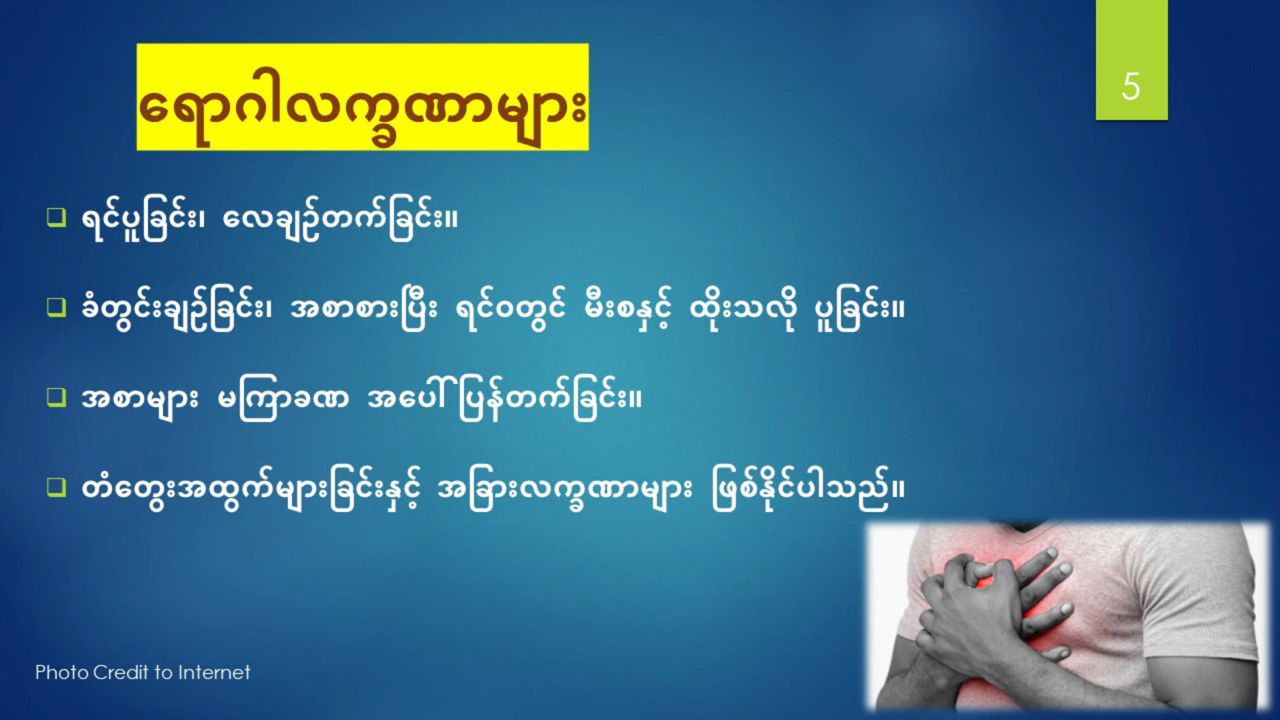 ရောဂါလက္ခဏာများ
5
ရင်ပူခြင်း၊ လေချဉ်တက်ခြင်း။
ခံတွင်းချဉ်ခြင်း၊ အစာစားပြီး ရင်ဝတွင် မီးစနှင့် ထိုးသလို ပူခြင်း။
အစာများ မကြာခဏ အပေါ်ပြန်တက်ခြင်း။
တံတွေးအထွက်များခြင်းနှင့် အခြားလက္ခဏာများ ဖြစ်နိုင်ပါသည်။
Photo Credit to Internet